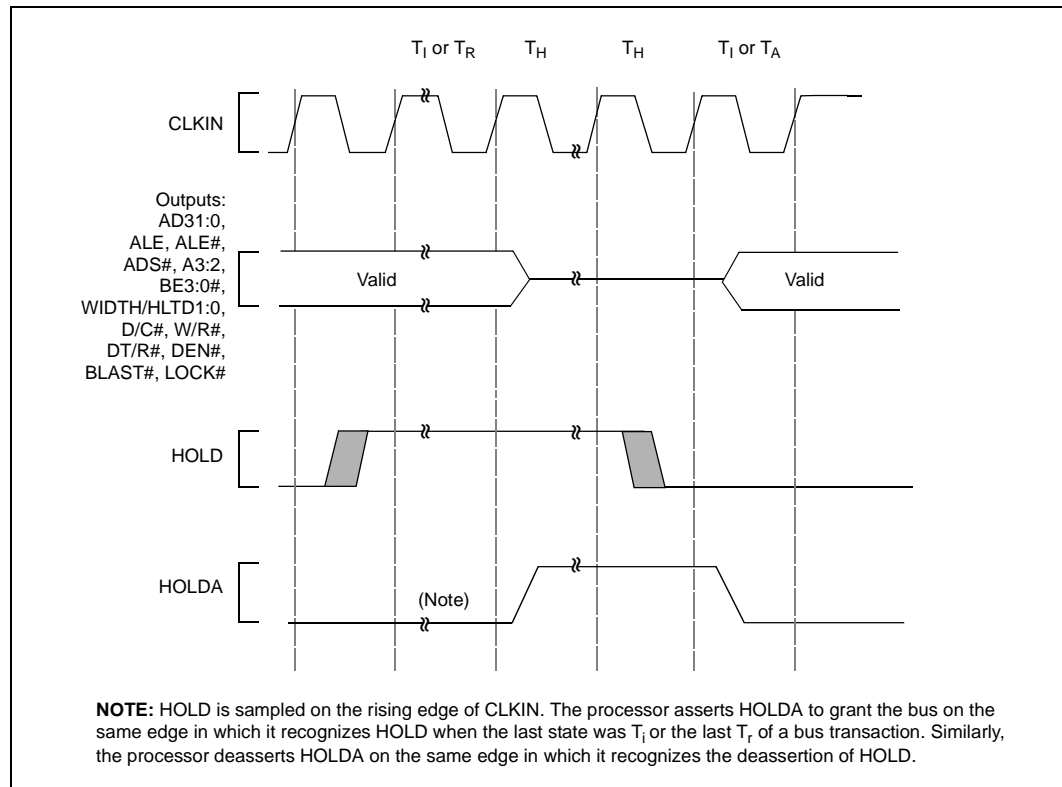 T_I or T_R T_H T_H T_I or T_A
CLKIN
Outputs:
AD31:0,
ALE, ALE#,
ADS#, A3:2,
BE3:0#,
WIDTH/HLTD1:0,
D/C#, W/R#,
DT/R#, DEN#,
BLAST#, LOCK#
Valid Valid
HOLD
HOLDA
(Note)
NOTE: HOLD is sampled on the rising edge of CLKIN. The processor asserts HOLDA to grant the bus on the
same edge in which it recognizes HOLD when the last state was T_i or the last T_r of a bus transaction. Similarly,
the processor deasserts HOLDA on the same edge in which it recognizes the deassertion of HOLD.